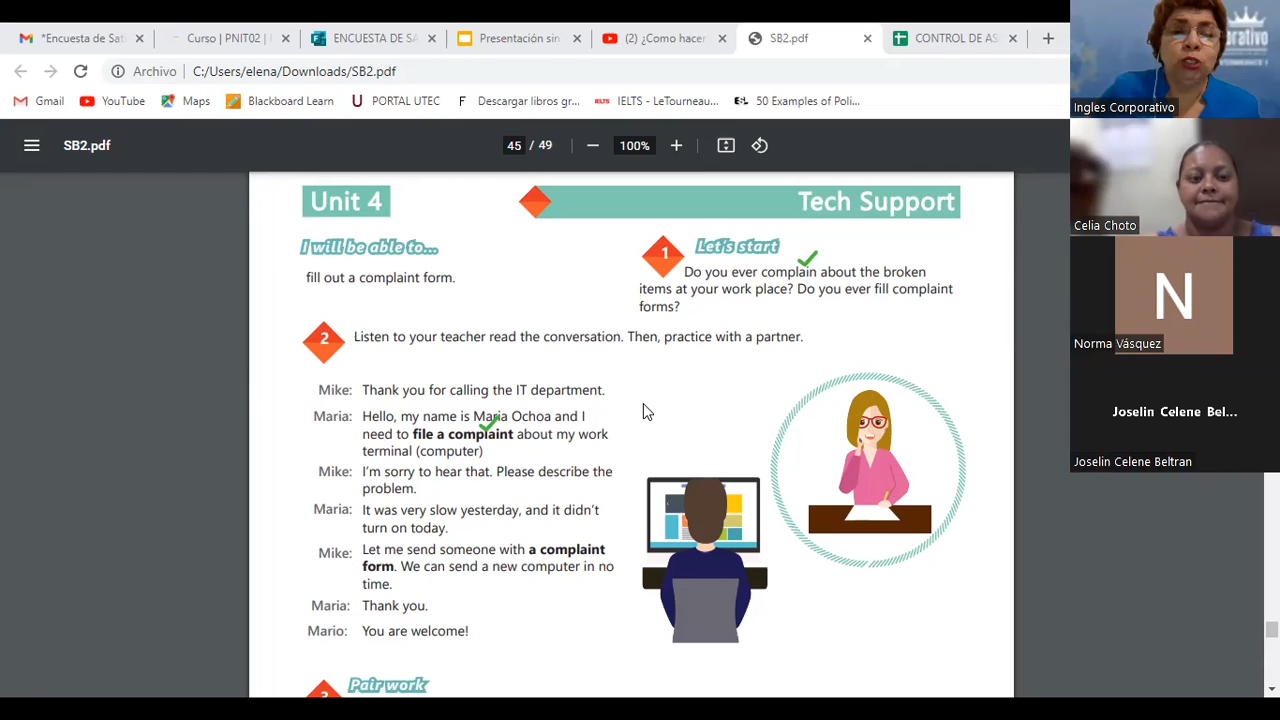 *Encuesta de Sat
Curso | PNIT02 |
ENCUESTA DE SA
Presentación sin
(2) ¿Como hacer
SB2.pdf
CONTROL DE AS
Archivo
C:/Users/elena/Downloads/SB2.pdf
Gmail
YouTube
Maps
Blackboard Learn
PORTAL UTEC
Descargar libros gr...
IELTS - LeTourneau...
50 Examples of Poli...
SB2.pdf
45 / 49
100%
Unit 4
Tech Support
I will be able to...
fill out a complaint form.
1
Let's start
Do you ever complain about the broken
items at your work place? Do you ever fill complaint
forms?
2
Listen to your teacher read the conversation. Then, practice with a partner.
Mike: Thank you for calling the IT department.
Maria: Hello, my name is Maria Ochoa and I
need to file a complaint about my work
terminal (computer)
Mike: I'm sorry to hear that. Please describe the
problem.
Maria: It was very slow yesterday, and it didn't
turn on today.
Mike: Let me send someone with a complaint
form. We can send a new computer in no
time.
Maria: Thank you.
Mario: You are welcome!
3
Pair work
Ingles Corporativo
Celia Choto
N
Norma Vásquez
Joselin Celene Bel...
Joselin Celene Beltran